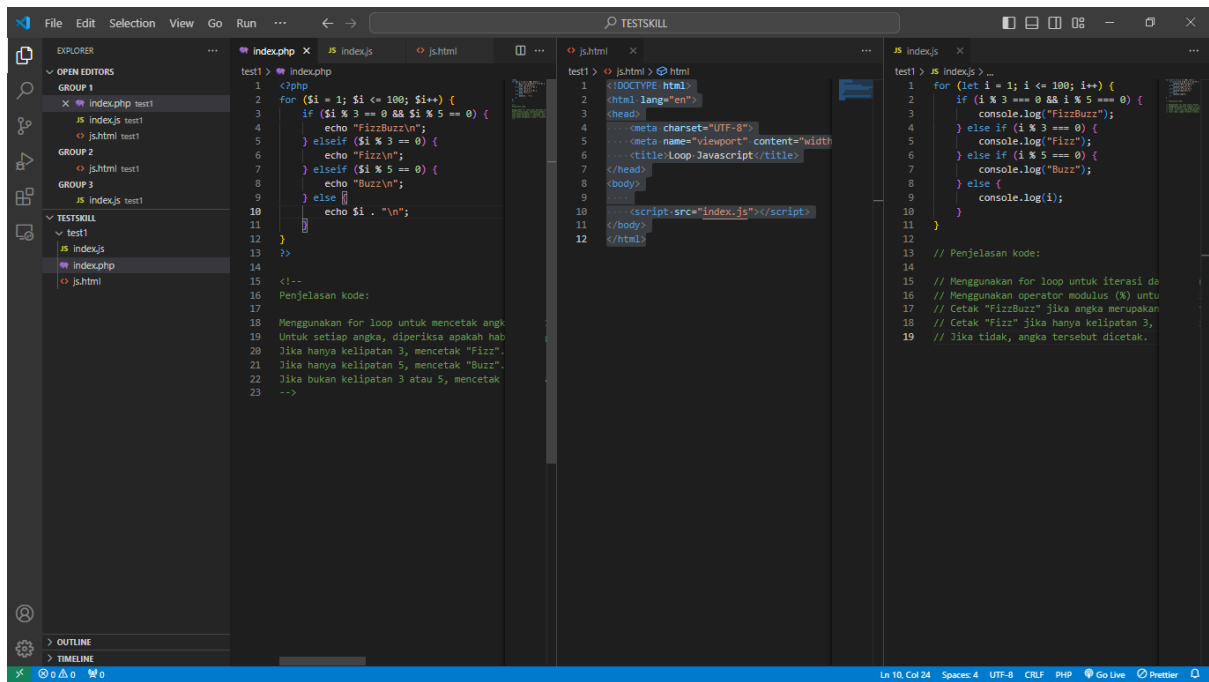 File Edit Selection View Go Run ··· ← → TESTSKILL
EXPLORER ···
OPEN EDITORS
GROUP 1
index.php test1
JS index.js test1
js.html test1
GROUP 2
js.html test1
GROUP 3
JS index.js test1
TESTSKILL
test1
JS index.js
index.php
js.html
OUTLINE
TIMELINE
index.php JS index.js js.html ···
test1 > index.php
1 <?php
2 for ($i = 1; $i <= 100; $i++) {
3 if ($i % 3 == 0 && $i % 5 == 0) {
4 echo "FizzBuzz\n";
5 } elseif ($i % 3 == 0) {
6 echo "Fizz\n";
7 } elseif ($i % 5 == 0) {
8 echo "Buzz\n";
9 } else {
10 echo $i . "\n";
11 }
12 }
13 ?>
14
15 <!--
16 Penjelasan kode:
17
18 Menggunakan for loop untuk mencetak angk
19 Untuk setiap angka, diperiksa apakah hab
20 Jika hanya kelipatan 3, mencetak "Fizz".
21 Jika hanya kelipatan 5, mencetak "Buzz".
22 Jika bukan kelipatan 3 atau 5, mencetak
23 -->
js.html ···
test1 > js.html > html
1 <!DOCTYPE html>
2 <html lang="en">
3 <head>
4 <meta charset="UTF-8">
5 <meta name="viewport" content="width
6 <title>Loop Javascript</title>
7 </head>
8 <body>
9
10 <script src="index.js"></script>
11 </body>
12 </html>
JS index.js ···
test1 > JS index.js > ...
1 for (let i = 1; i <= 100; i++) {
2 if (i % 3 === 0 && i % 5 === 0) {
3 console.log("FizzBuzz");
4 } else if (i % 3 === 0) {
5 console.log("Fizz");
6 } else if (i % 5 === 0) {
7 console.log("Buzz");
8 } else {
9 console.log(i);
10 }
11 }
12
13 // Penjelasan kode:
14
15 // Menggunakan for loop untuk iterasi da
16 // Menggunakan operator modulus (%) untu
17 // Cetak "FizzBuzz" jika angka merupakan
18 // Cetak "Fizz" jika hanya kelipatan 3,
19 // Jika tidak, angka tersebut dicetak.
0 0 0 Ln 10, Col 24 Spaces: 4 UTF-8 CRLF PHP Go Live Prettier